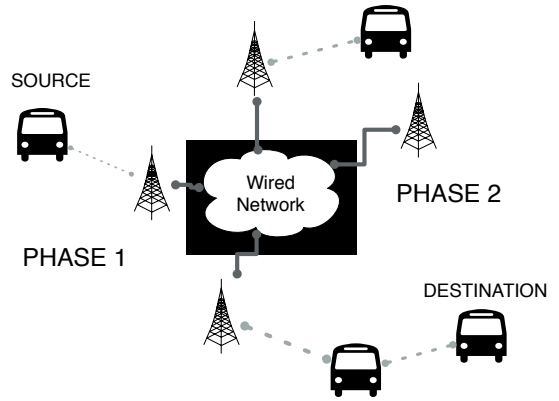 SOURCE
Wired
Network
PHASE 2
PHASE 1
DESTINATION